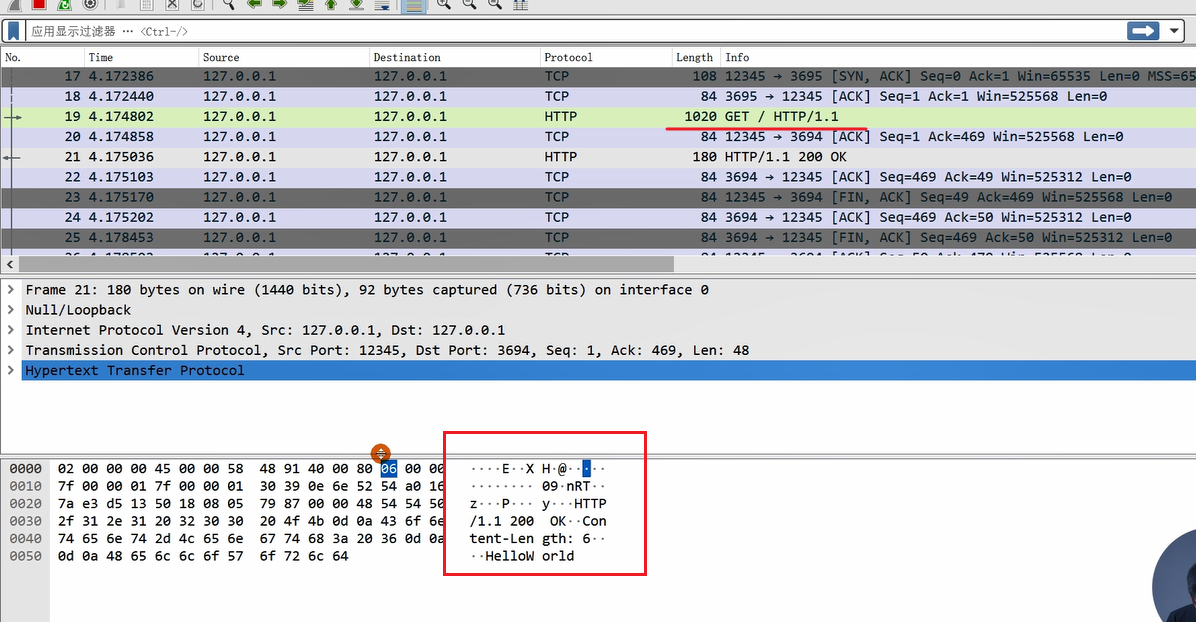 应用显示过滤器 … <Ctrl-/>
No. Time Source Destination Protocol Length Info
17 4.172386 127.0.0.1 127.0.0.1 TCP 108 12345 → 3695 [SYN, ACK] Seq=0 Ack=1 Win=65535 Len=0 MSS=65
18 4.172440 127.0.0.1 127.0.0.1 TCP 84 3695 → 12345 [ACK] Seq=1 Ack=1 Win=525568 Len=0
19 4.174802 127.0.0.1 127.0.0.1 HTTP 1020 GET / HTTP/1.1
20 4.174858 127.0.0.1 127.0.0.1 TCP 84 12345 → 3694 [ACK] Seq=1 Ack=469 Win=525568 Len=0
21 4.175036 127.0.0.1 127.0.0.1 HTTP 180 HTTP/1.1 200 OK
22 4.175103 127.0.0.1 127.0.0.1 TCP 84 3694 → 12345 [ACK] Seq=469 Ack=49 Win=525312 Len=0
23 4.175170 127.0.0.1 127.0.0.1 TCP 84 12345 → 3694 [FIN, ACK] Seq=49 Ack=469 Win=525568 Len=0
24 4.175202 127.0.0.1 127.0.0.1 TCP 84 3694 → 12345 [ACK] Seq=469 Ack=50 Win=525312 Len=0
25 4.178453 127.0.0.1 127.0.0.1 TCP 84 3694 → 12345 [FIN, ACK] Seq=469 Ack=50 Win=525312 Len=0
Frame 21: 180 bytes on wire (1440 bits), 92 bytes captured (736 bits) on interface 0
Null/Loopback
Internet Protocol Version 4, Src: 127.0.0.1, Dst: 127.0.0.1
Transmission Control Protocol, Src Port: 12345, Dst Port: 3694, Seq: 1, Ack: 469, Len: 48
Hypertext Transfer Protocol
0000 02 00 00 00 45 00 00 58 48 91 40 00 80 06 00 00 ····E··X H·@·····
0010 7f 00 00 01 7f 00 00 01 30 39 0e 6e 52 54 a0 16 ········ 09·nRT··
0020 7a e3 d5 13 50 18 08 05 79 87 00 00 48 54 54 50 z···P··· y···HTTP
0030 2f 31 2e 31 20 32 30 30 20 4f 4b 0d 0a 43 6f 6e /1.1 200  OK··Con
0040 74 65 6e 74 2d 4c 65 6e 67 74 68 3a 20 36 0d 0a tent-Len gth: 6··
0050 0d 0a 48 65 6c 6c 6f 57 6f 72 6c 64 ··HelloW orld